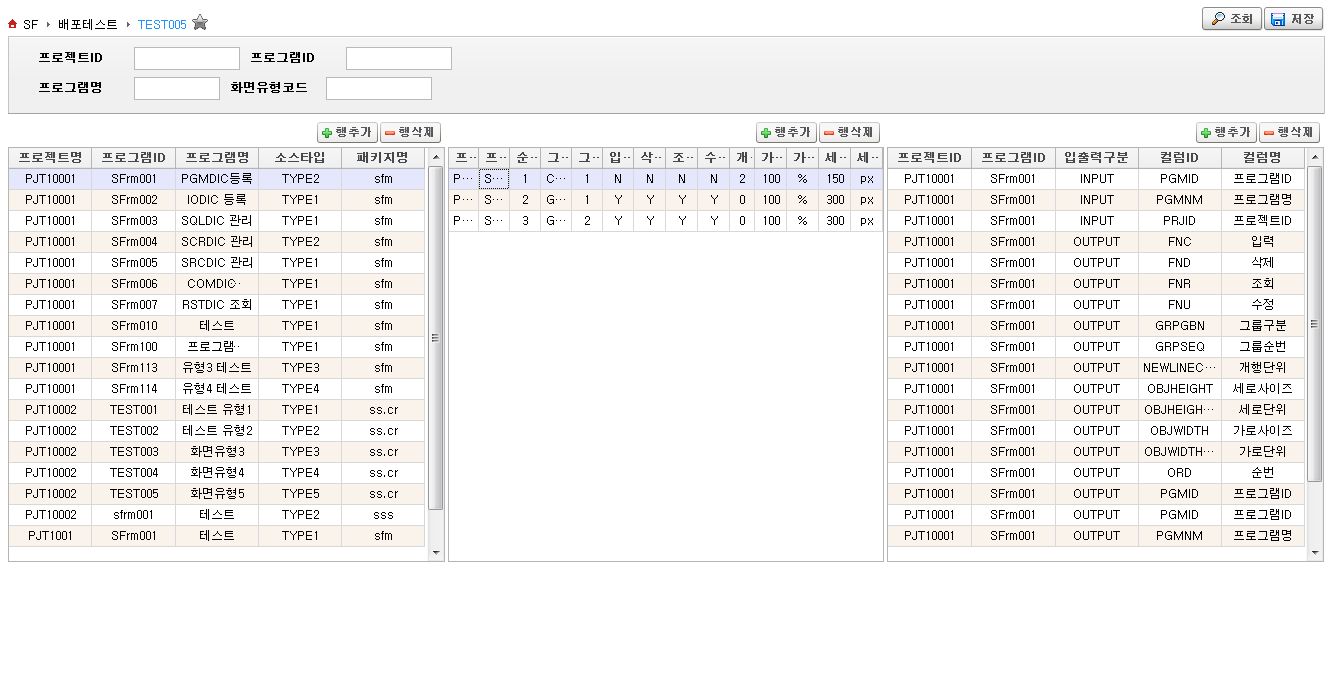 SF 배포테스트 TEST005 조회 저장
프로젝트ID 프로그램ID
프로그램명 화면유형코드
행추가 행삭제 행추가 행삭제 행추가 행삭제
프로젝트명 프로그램ID 프로그램명 소스타입 패키지명
PJT10001 SFrm001 PGMDIC등록 TYPE2 sfm
PJT10001 SFrm002 IODIC 등록 TYPE1 sfm
PJT10001 SFrm003 SQLDIC 관리 TYPE1 sfm
PJT10001 SFrm004 SCRDIC 관리 TYPE2 sfm
PJT10001 SFrm005 SRCDIC 관리 TYPE1 sfm
PJT10001 SFrm006 COMDIC·· TYPE1 sfm
PJT10001 SFrm007 RSTDIC 조회 TYPE1 sfm
PJT10001 SFrm010 테스트 TYPE1 sfm
PJT10001 SFrm100 프로그램·· TYPE1 sfm
PJT10001 SFrm113 유형3 테스트 TYPE3 sfm
PJT10001 SFrm114 유형4 테스트 TYPE4 sfm
PJT10002 TEST001 테스트 유형1 TYPE1 ss.cr
PJT10002 TEST002 테스트 유형2 TYPE2 ss.cr
PJT10002 TEST003 화면유형3 TYPE3 ss.cr
PJT10002 TEST004 화면유형4 TYPE4 ss.cr
PJT10002 TEST005 화면유형5 TYPE5 ss.cr
PJT10002 sfrm001 테스트 TYPE2 sss
PJT1001 SFrm001 테스트 TYPE1 sfm
프·· 프·· 순·· 그·· 그·· 입·· 삭·· 조·· 수·· 개·· 가·· 가·· 세·· 세··
P··· S··· 1 C··· 1 N N N N 2 100 % 150 px
P··· S··· 2 G··· 1 Y Y Y Y 0 100 % 300 px
P··· S··· 3 G··· 2 Y Y Y Y 0 100 % 300 px
프로젝트ID 프로그램ID 입출력구분 컬럼ID 컬럼명
PJT10001 SFrm001 INPUT PGMID 프로그램ID
PJT10001 SFrm001 INPUT PGMNM 프로그램명
PJT10001 SFrm001 INPUT PRJID 프로젝트ID
PJT10001 SFrm001 OUTPUT FNC 입력
PJT10001 SFrm001 OUTPUT FND 삭제
PJT10001 SFrm001 OUTPUT FNR 조회
PJT10001 SFrm001 OUTPUT FNU 수정
PJT10001 SFrm001 OUTPUT GRPGBN 그룹구분
PJT10001 SFrm001 OUTPUT GRPSEQ 그룹순번
PJT10001 SFrm001 OUTPUT NEWLINEC··· 개행단위
PJT10001 SFrm001 OUTPUT OBJHEIGHT 세로사이즈
PJT10001 SFrm001 OUTPUT OBJHEIGH··· 세로단위
PJT10001 SFrm001 OUTPUT OBJWIDTH 가로사이즈
PJT10001 SFrm001 OUTPUT OBJWIDTH··· 가로단위
PJT10001 SFrm001 OUTPUT ORD 순번
PJT10001 SFrm001 OUTPUT PGMID 프로그램ID
PJT10001 SFrm001 OUTPUT PGMID 프로그램ID
PJT10001 SFrm001 OUTPUT PGMNM 프로그램명